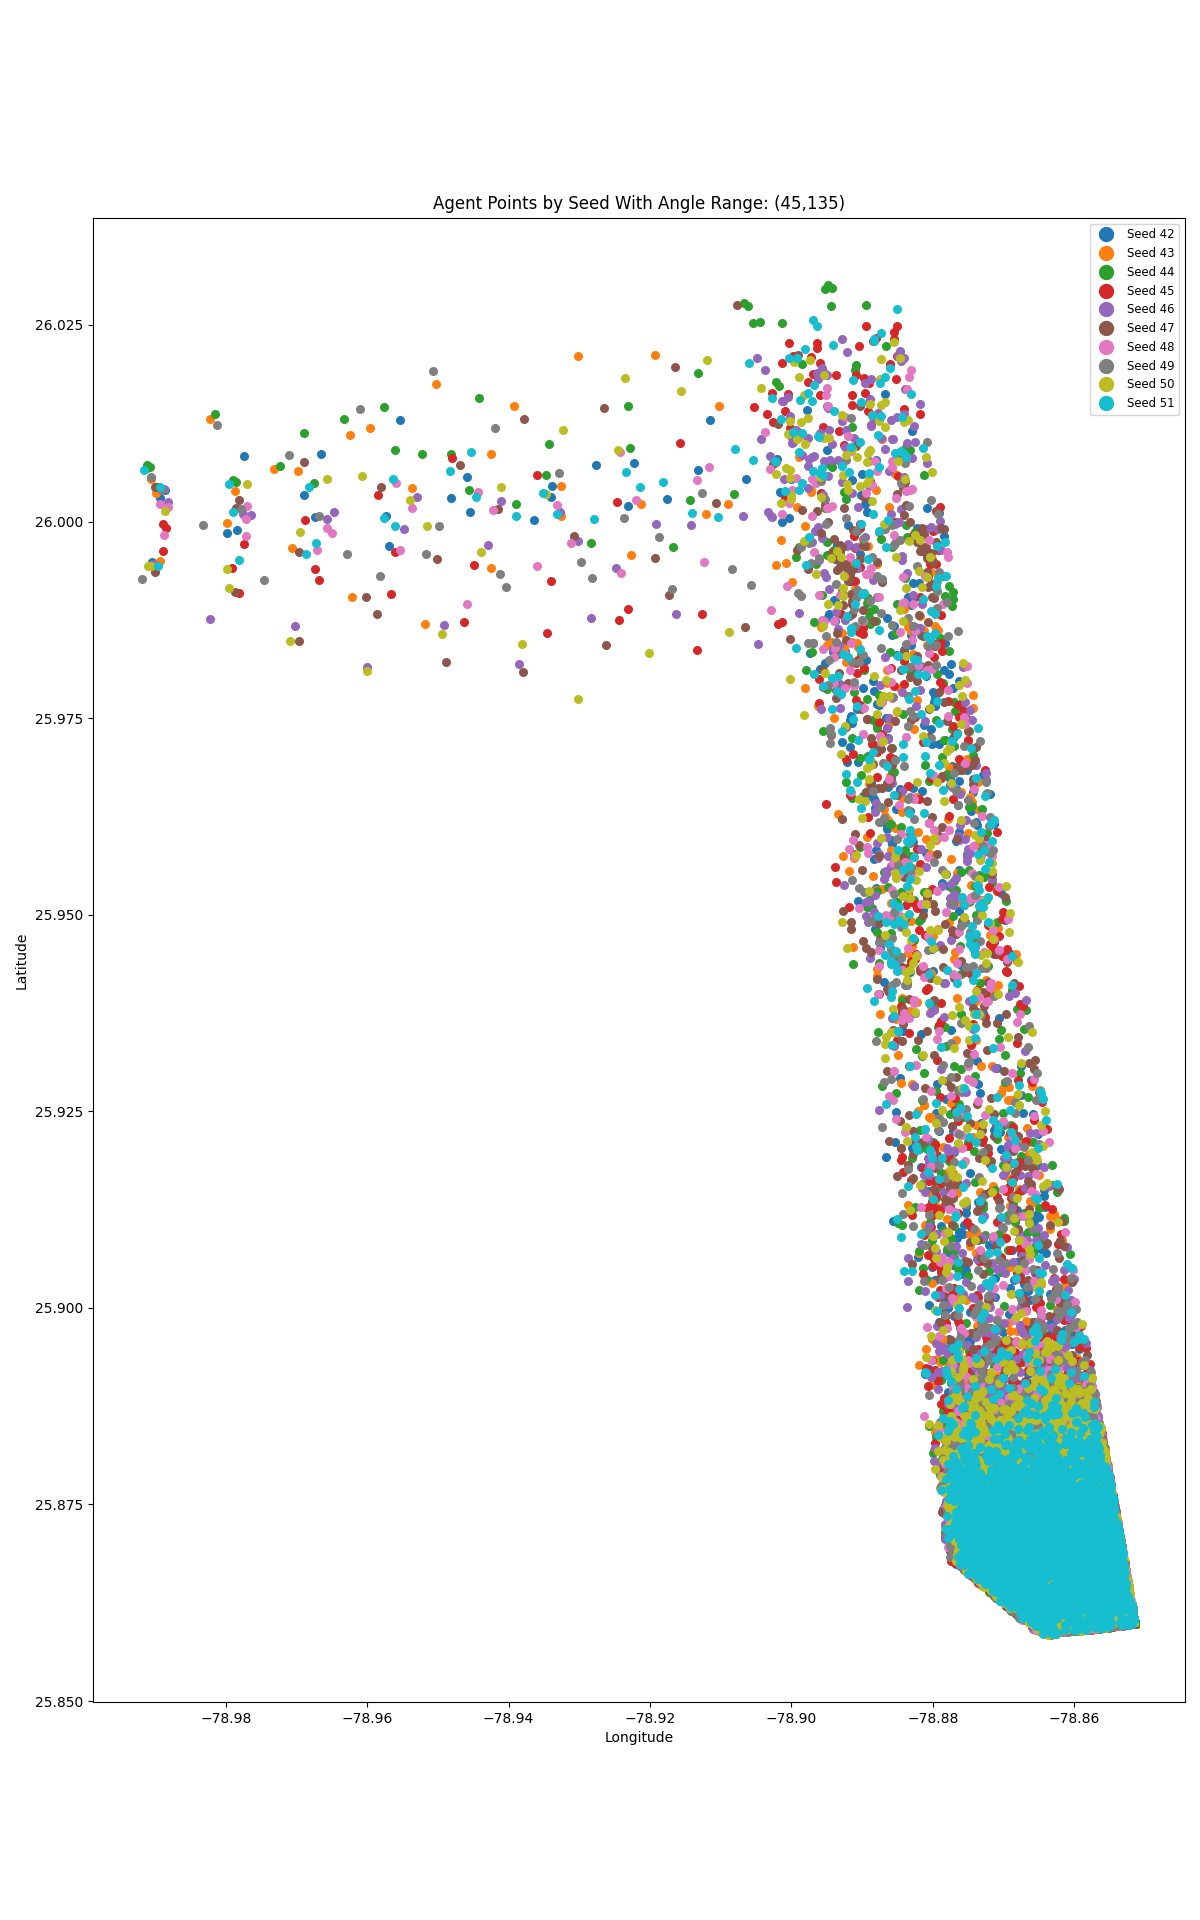 Agent Points by Seed With Angle Range: (45,135)
Seed 42
Seed 43
Seed 44
Seed 45
Seed 46
Seed 47
Seed 48
Seed 49
Seed 50
Seed 51
26.025
26.000
25.975
25.950
25.925
25.900
25.875
25.850
Latitude
−78.98 −78.96 −78.94 −78.92 −78.90 −78.88 −78.86
Longitude